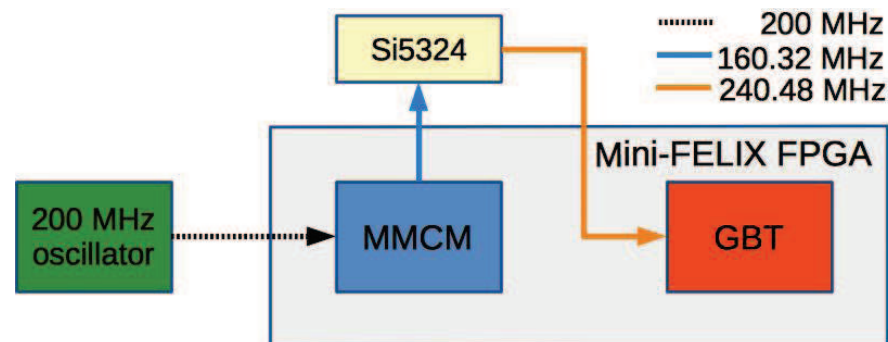 Si5324
200 MHz
160.32 MHz
240.48 MHz
Mini-FELIX FPGA
200 MHz
oscillator
MMCM
GBT